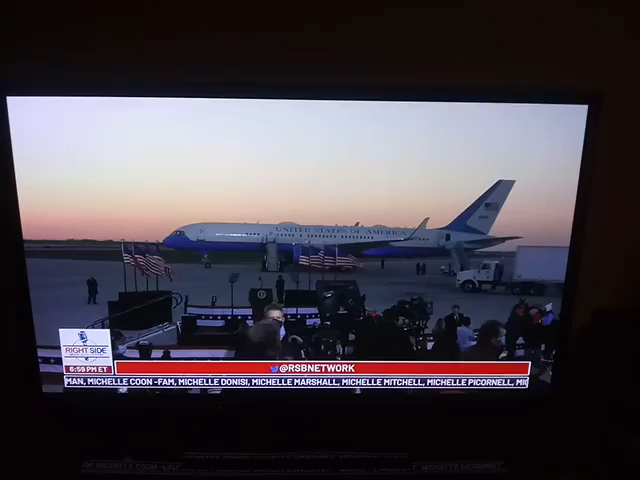 UNITED STATES OF AMERICA
RIGHT SIDE
6:59 PM ET
@RSBNETWORK
MAN, MICHELLE COON -FAM, MICHELLE DONISI, MICHELLE MARSHALL, MICHELLE MITCHELL, MICHELLE PICORNELL, MI